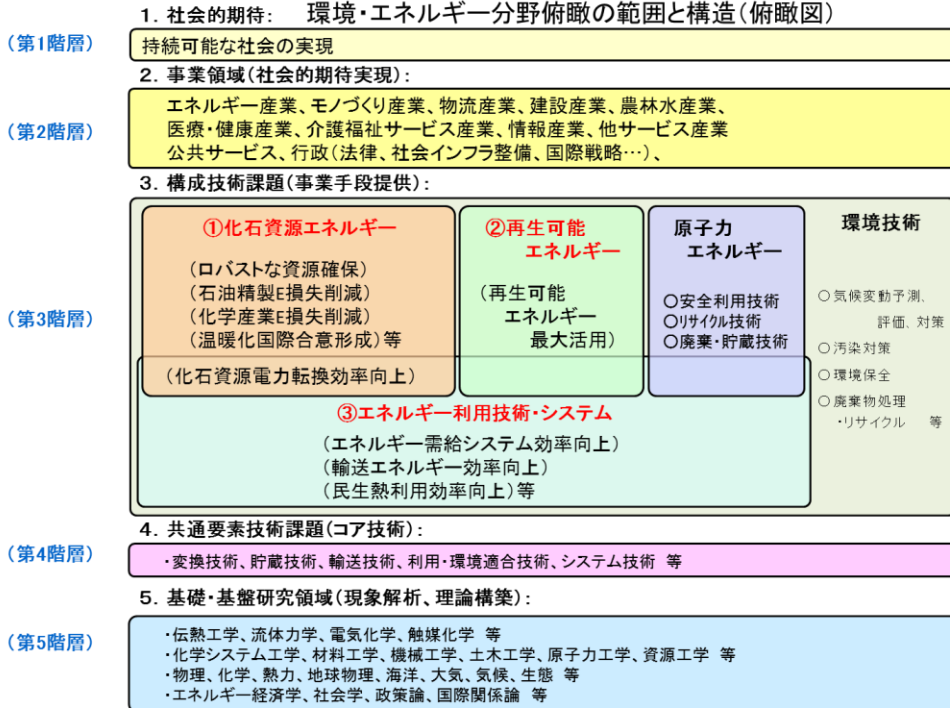 1. 社会的期待: 環境・エネルギー分野俯瞰の範囲と構造(俯瞰図)
(第1階層)
持続可能な社会の実現
2. 事業領域(社会的期待実現):
(第2階層)
エネルギー産業、モノづくり産業、物流産業、建設産業、農林水産業、
医療・健康産業、介護福祉サービス産業、情報産業、他サービス産業
公共サービス、行政(法律、社会インフラ整備、国際戦略…)、
3. 構成技術課題(事業手段提供):
(第3階層)
①化石資源エネルギー
(ロバストな資源確保)
(石油精製E損失削減)
(化学産業E損失削減)
(温暖化国際合意形成)等
(化石資源電力転換効率向上)
②再生可能
エネルギー
(再生可能
エネルギー
最大活用)
原子力
エネルギー
○安全利用技術
○リサイクル技術
○廃棄・貯蔵技術
環境技術
○気候変動予測、
評価、対策
○汚染対策
○環境保全
○廃棄物処理
・リサイクル 等
③エネルギー利用技術・システム
(エネルギー需給システム効率向上)
(輸送エネルギー効率向上)
(民生熱利用効率向上)等
4. 共通要素技術課題(コア技術):
(第4階層)
・変換技術、貯蔵技術、輸送技術、利用・環境適合技術、システム技術 等
5. 基礎・基盤研究領域(現象解析、理論構築):
(第5階層)
・伝熱工学、流体力学、電気化学、触媒化学 等
・化学システム工学、材料工学、機械工学、土木工学、原子力工学、資源工学 等
・物理、化学、熱力、地球物理、海洋、大気、気候、生態 等
・エネルギー経済学、社会学、政策論、国際関係論 等